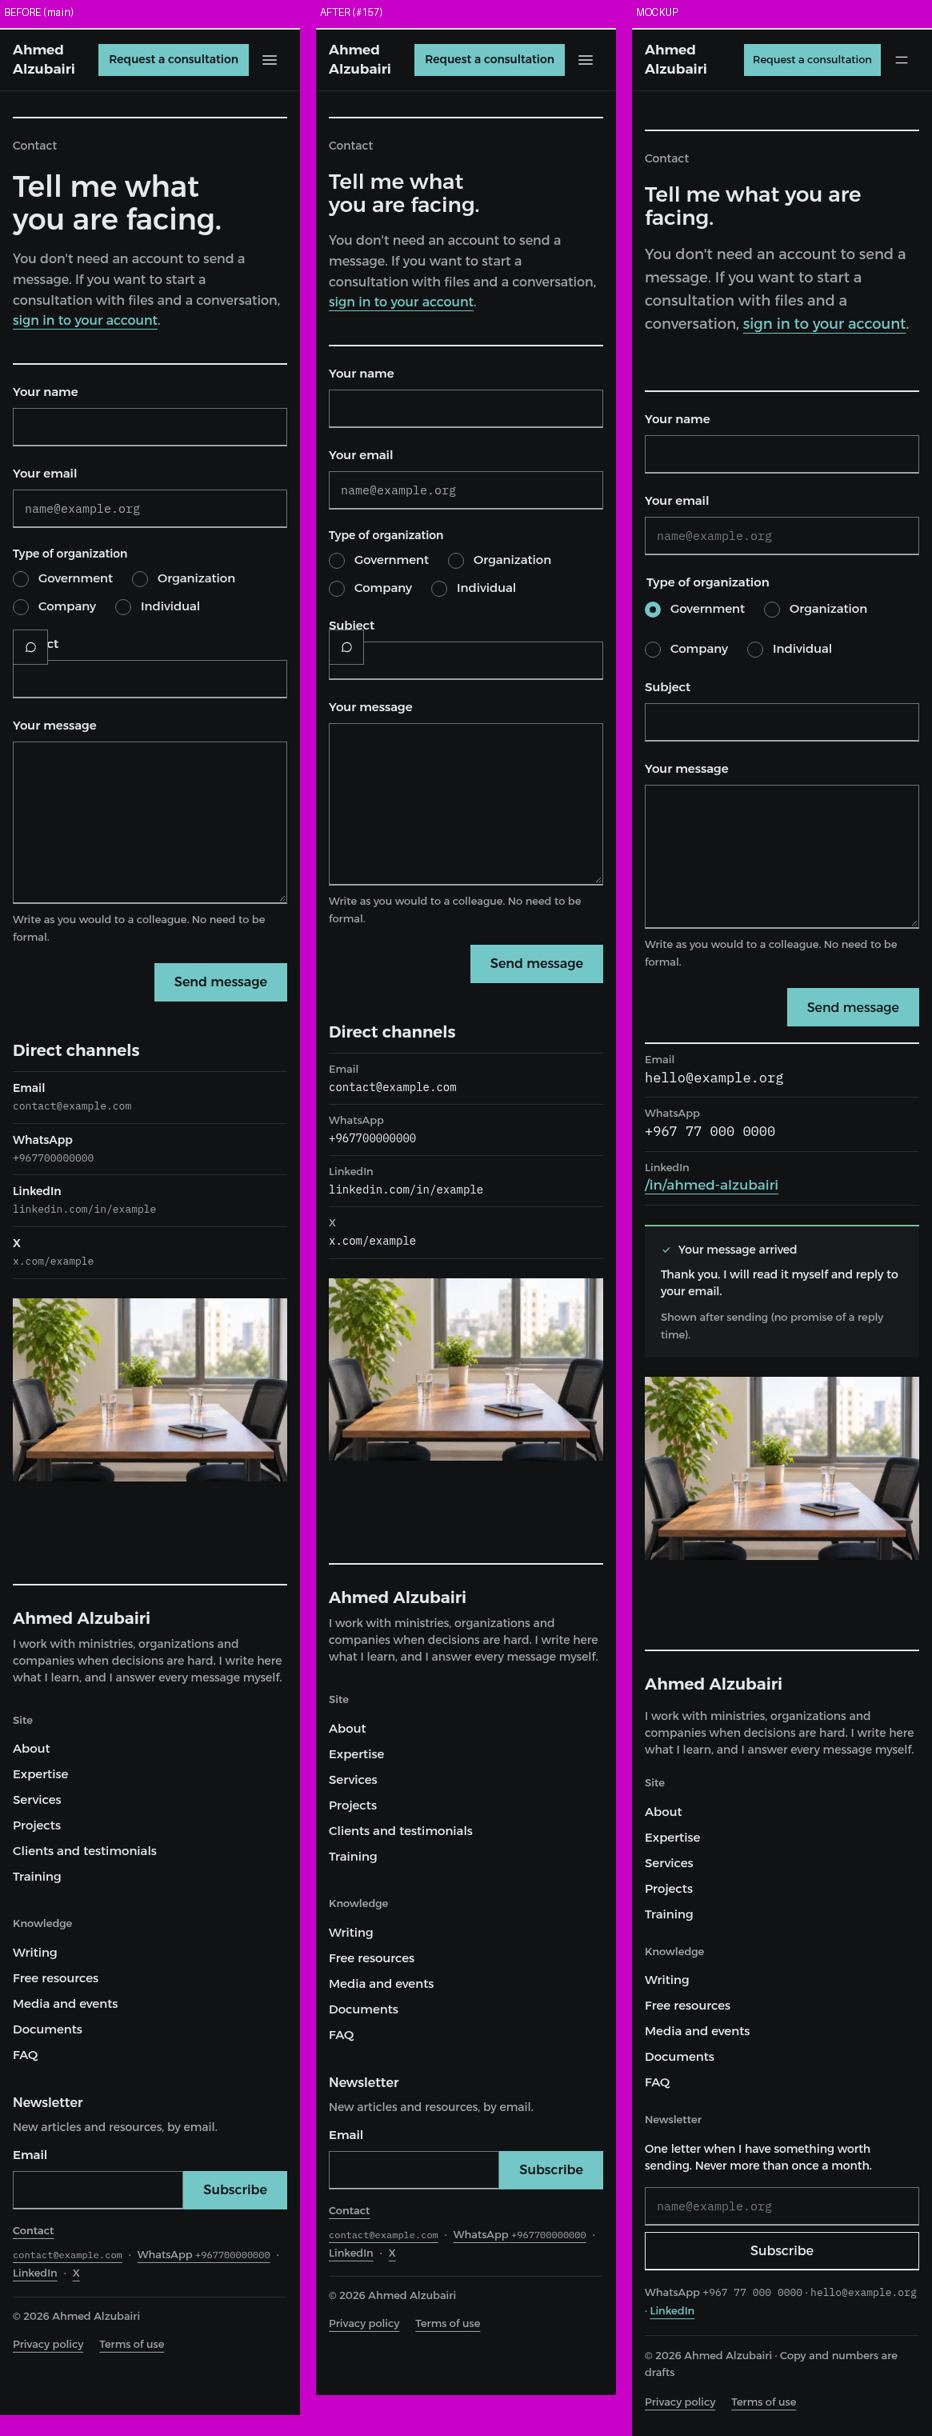 BEFORE (main)
Ahmed
Alzubairi
Request a consultation
Contact
Tell me what
you are facing.
You don't need an account to send a
message. If you want to start a
consultation with files and a conversation,
sign in to your account.
Your name
Your email
name@example.org
Type of organization
Government
Organization
Company
Individual
ct
Your message
Write as you would to a colleague. No need to be
formal.
Send message
Direct channels
Email
contact@example.com
WhatsApp
+967700000000
LinkedIn
linkedin.com/in/example
X
x.com/example
Ahmed Alzubairi
I work with ministries, organizations and
companies when decisions are hard. I write here
what I learn, and I answer every message myself.
Site
About
Expertise
Services
Projects
Clients and testimonials
Training
Knowledge
Writing
Free resources
Media and events
Documents
FAQ
Newsletter
New articles and resources, by email.
Email
Subscribe
Contact
contact@example.com · WhatsApp +967700000000 ·
LinkedIn · X
© 2026 Ahmed Alzubairi
Privacy policy Terms of use
AFTER (#157)
Ahmed
Alzubairi
Request a consultation
Contact
Tell me what
you are facing.
You don't need an account to send a
message. If you want to start a
consultation with files and a conversation,
sign in to your account.
Your name
Your email
name@example.org
Type of organization
Government
Organization
Company
Individual
Subject
Your message
Write as you would to a colleague. No need to be
formal.
Send message
Direct channels
Email
contact@example.com
WhatsApp
+967700000000
LinkedIn
linkedin.com/in/example
X
x.com/example
Ahmed Alzubairi
I work with ministries, organizations and
companies when decisions are hard. I write here
what I learn, and I answer every message myself.
Site
About
Expertise
Services
Projects
Clients and testimonials
Training
Knowledge
Writing
Free resources
Media and events
Documents
FAQ
Newsletter
New articles and resources, by email.
Email
Subscribe
Contact
contact@example.com · WhatsApp +967700000000 ·
LinkedIn · X
© 2026 Ahmed Alzubairi
Privacy policy Terms of use
MOCKUP
Ahmed
Alzubairi
Request a consultation
Contact
Tell me what you are
facing.
You don't need an account to send a
message. If you want to start a
consultation with files and a
conversation, sign in to your account.
Your name
Your email
name@example.org
Type of organization
Government
Organization
Company
Individual
Subject
Your message
Write as you would to a colleague. No need to be
formal.
Send message
Email
hello@example.org
WhatsApp
+967 77 000 0000
LinkedIn
/in/ahmed-alzubairi
Your message arrived
Thank you. I will read it myself and reply to
your email.
Shown after sending (no promise of a reply
time).
Ahmed Alzubairi
I work with ministries, organizations and
companies when decisions are hard. I write here
what I learn, and I answer every message myself.
Site
About
Expertise
Services
Projects
Training
Knowledge
Writing
Free resources
Media and events
Documents
FAQ
Newsletter
One letter when I have something worth
sending. Never more than once a month.
name@example.org
Subscribe
WhatsApp +967 77 000 0000 · hello@example.org
· LinkedIn
© 2026 Ahmed Alzubairi · Copy and numbers are
drafts
Privacy policy Terms of use